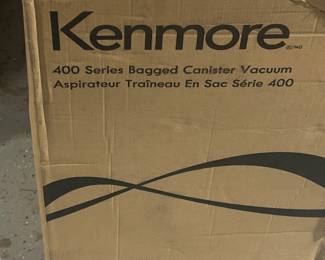 Kenmore
400 Series Bagged Canister Vacuum
Aspirateur Traîneau En Sac Série 400